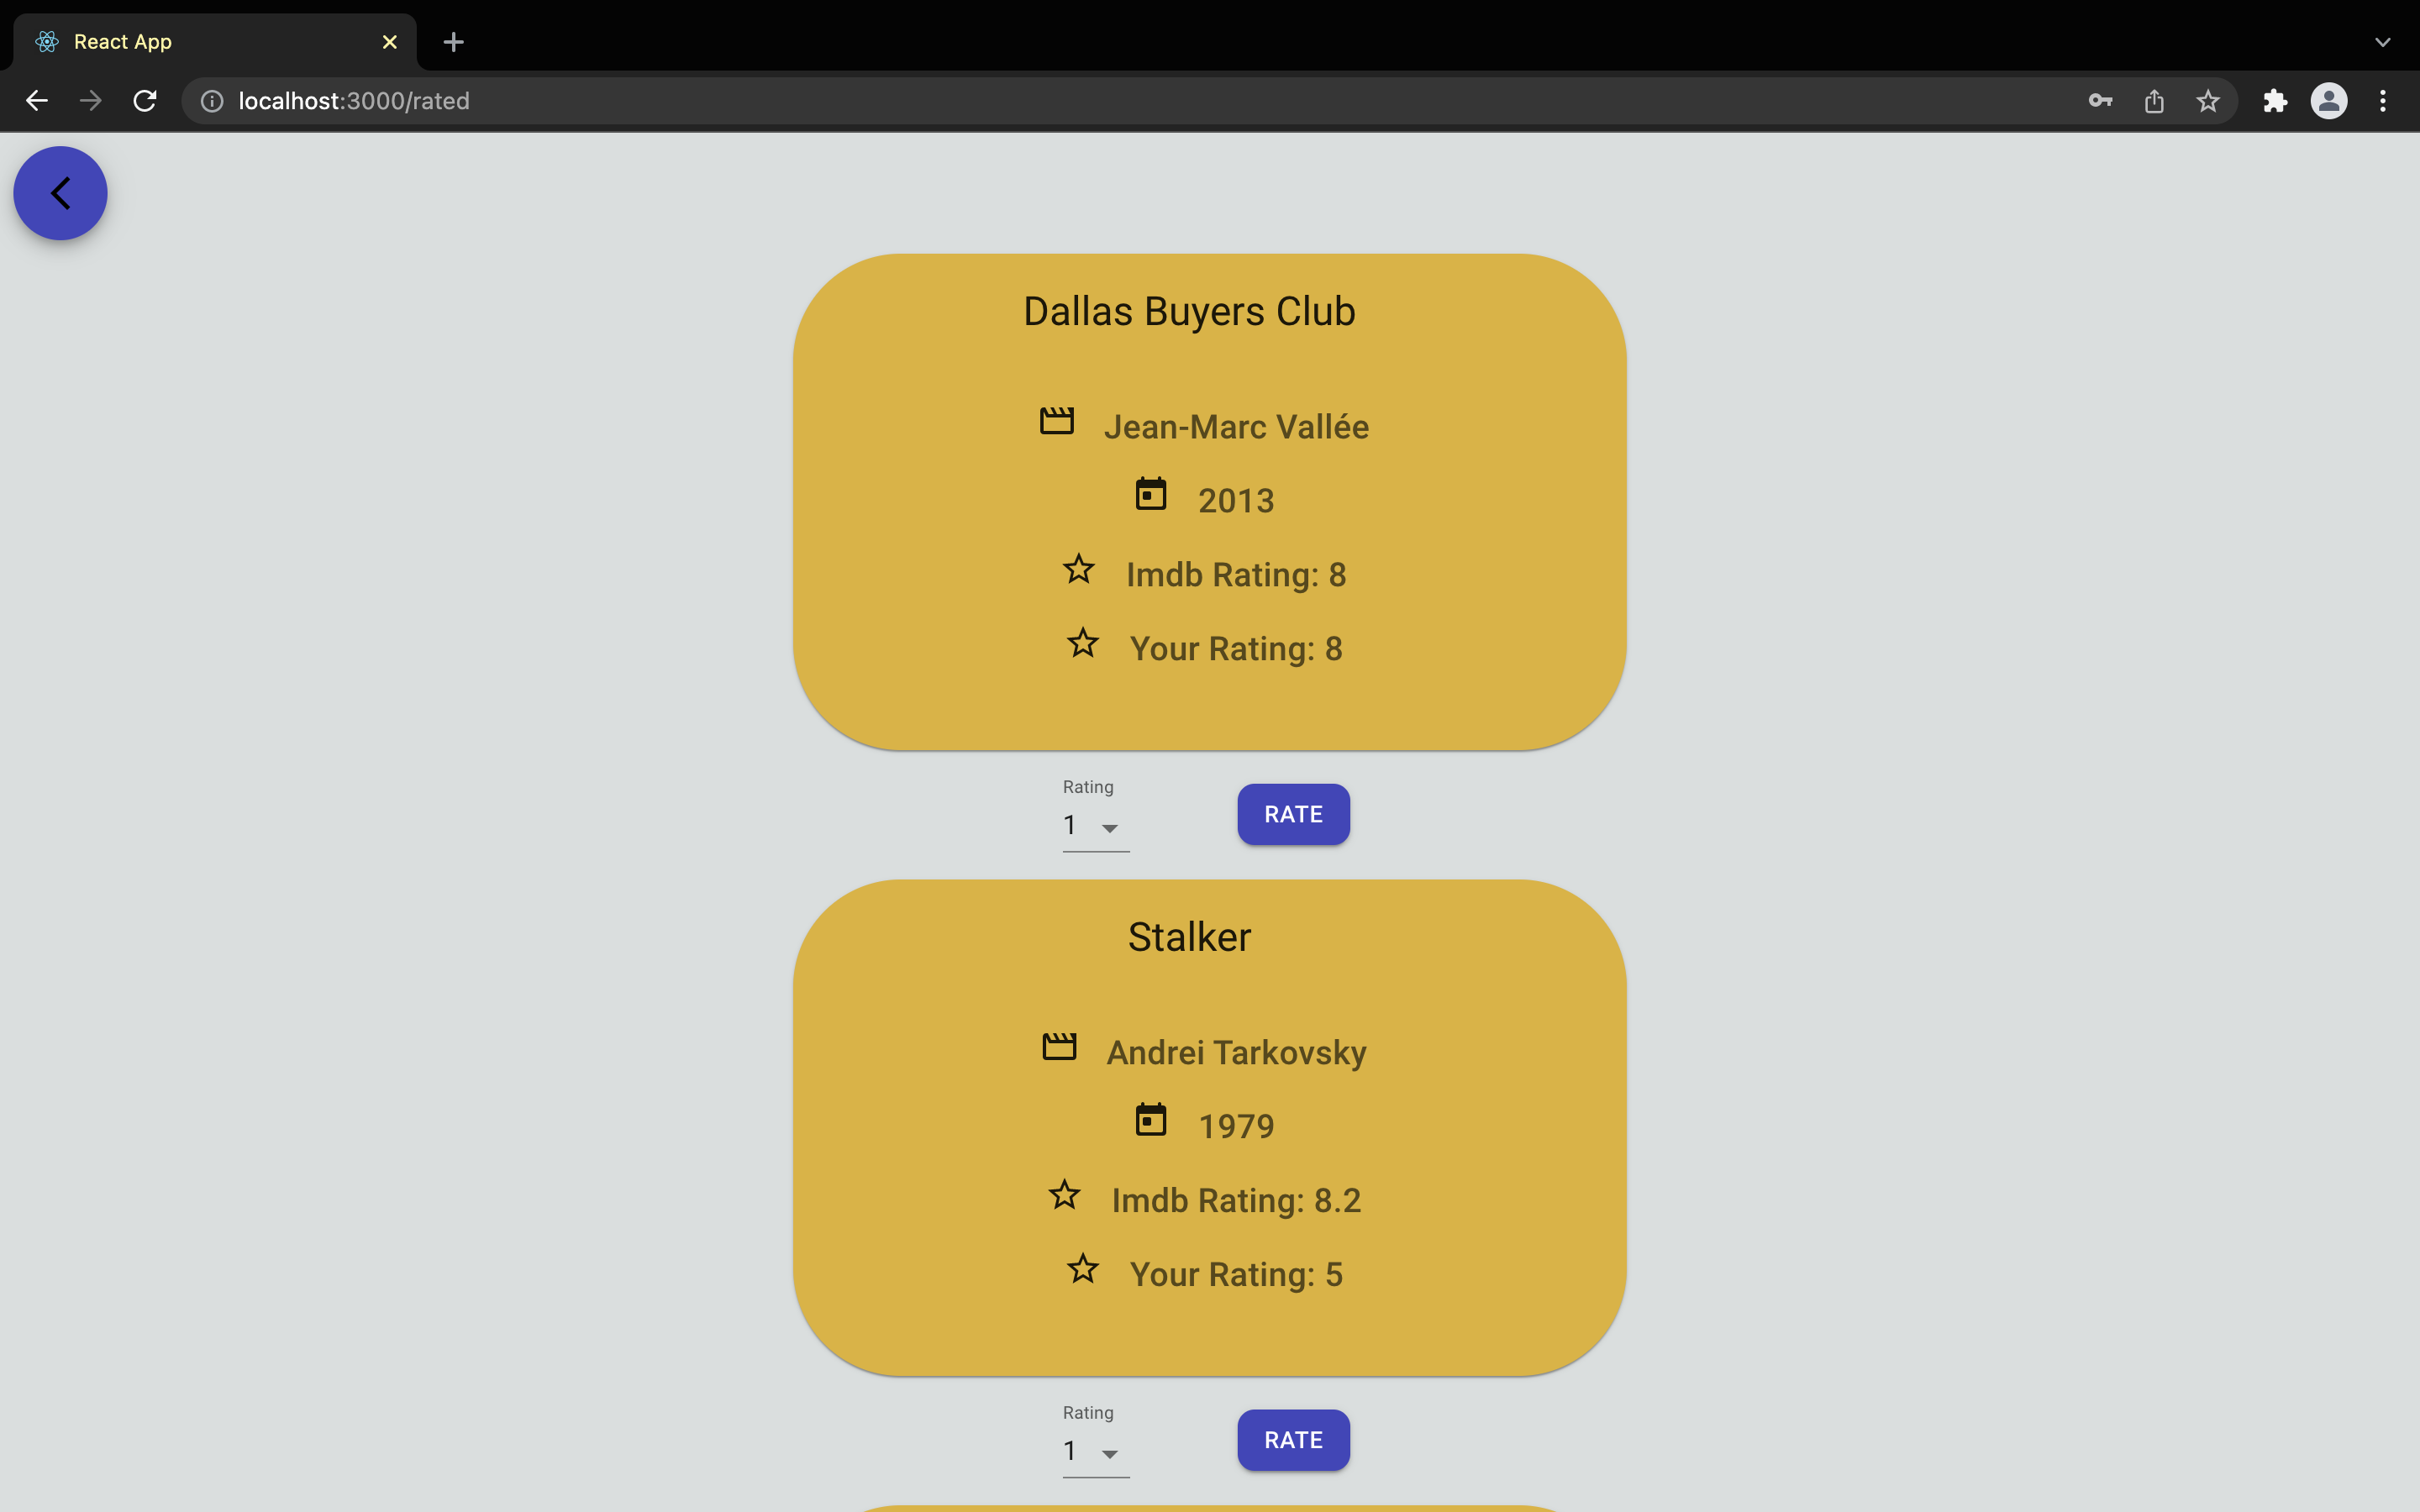 React App
localhost:3000/rated
Dallas Buyers Club
Jean-Marc Vallée
2013
Imdb Rating: 8
Your Rating: 8
Rating
1
RATE
Stalker
Andrei Tarkovsky
1979
Imdb Rating: 8.2
Your Rating: 5
Rating
1
RATE